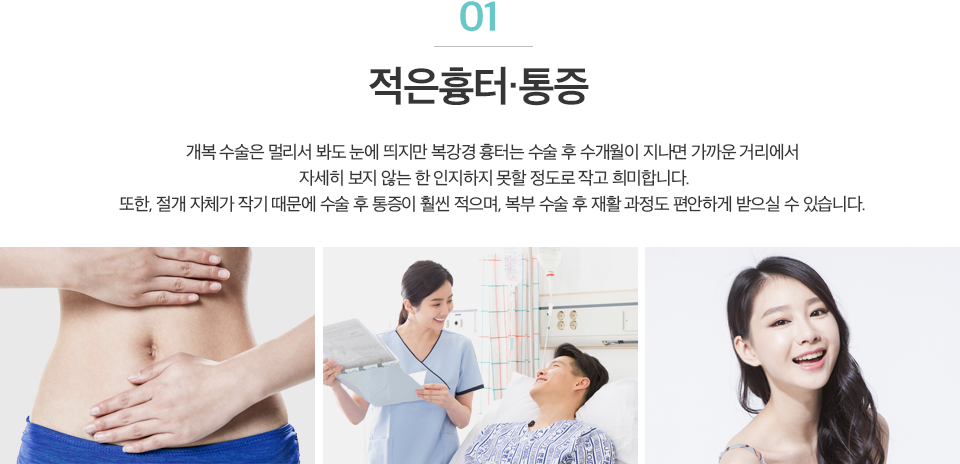 01
적은흉터·통증
개복 수술은 멀리서 봐도 눈에 띄지만 복강경 흉터는 수술 후 수개월이 지나면 가까운 거리에서
자세히 보지 않는 한 인지하지 못할 정도로 작고 희미합니다.
또한, 절개 자체가 작기 때문에 수술 후 통증이 훨씬 적으며, 복부 수술 후 재활 과정도 편안하게 받으실 수 있습니다.